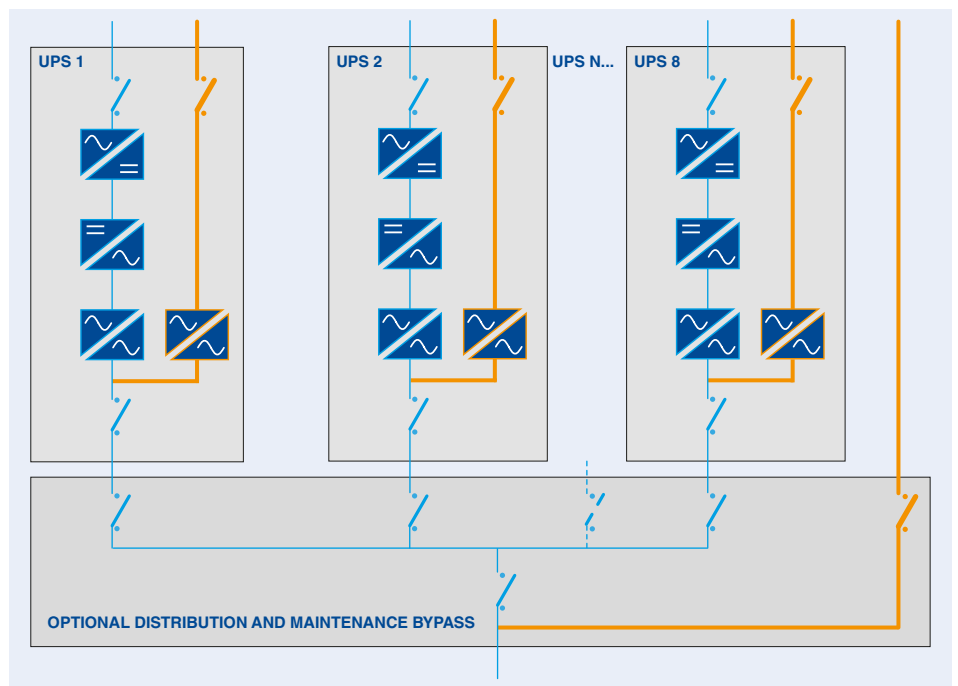 UPS 1
UPS 2
UPS N...
UPS 8
OPTIONAL DISTRIBUTION AND MAINTENANCE BYPASS